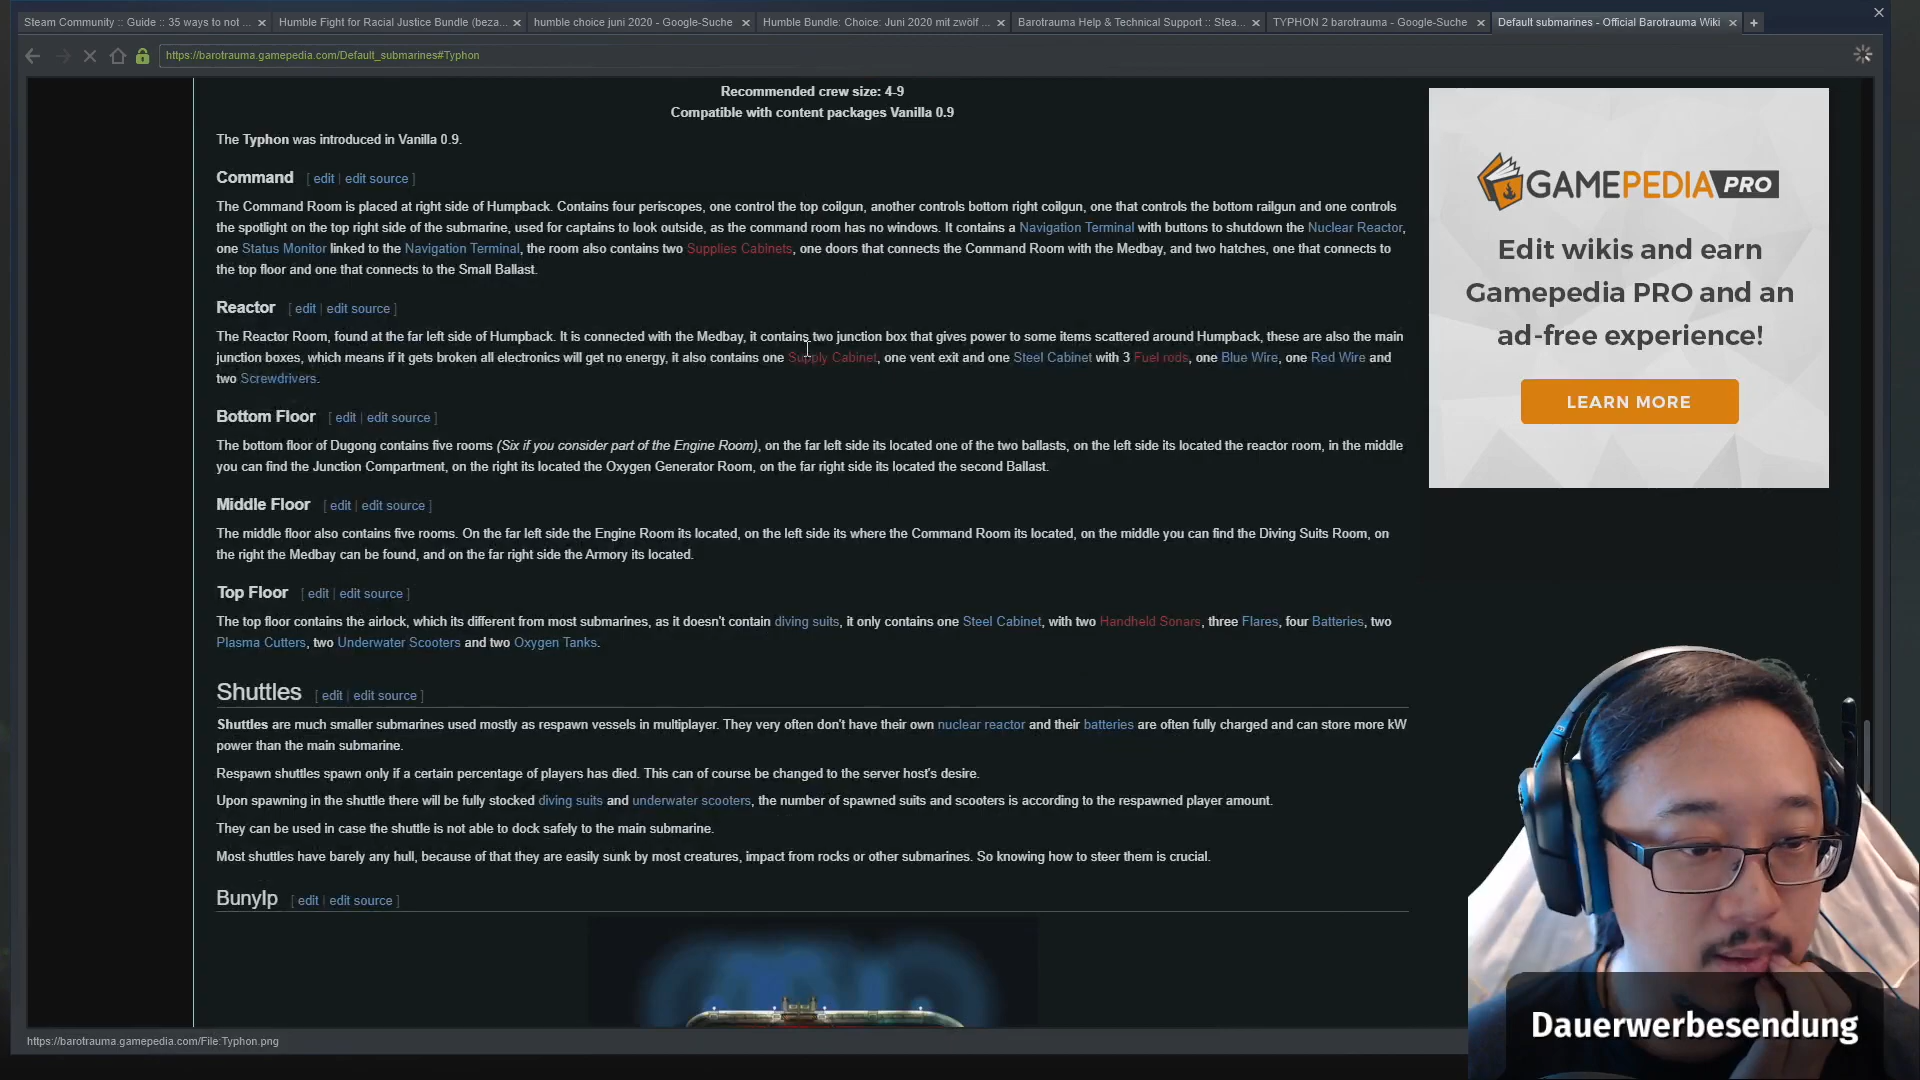 Steam Community :: Guide :: 35 ways to not ...
Humble Fight for Racial Justice Bundle (beza...
humble choice juni 2020 - Google-Suche
Humble Bundle: Choice: Juni 2020 mit zwölf ...
Barotrauma Help & Technical Support :: Stea...
TYPHON 2 barotrauma - Google-Suche
Default submarines - Official Barotrauma Wiki
https://barotrauma.gamepedia.com/Default_submarines#Typhon
Recommended crew size: 4-9
Compatible with content packages Vanilla 0.9
The Typhon was introduced in Vanilla 0.9.
Command [ edit | edit source ]
The Command Room is placed at right side of Humpback. Contains four periscopes, one control the top coilgun, another controls bottom right coilgun, one that controls the bottom railgun and one controls
the spotlight on the top right side of the submarine, used for captains to look outside, as the command room has no windows. It contains a Navigation Terminal with buttons to shutdown the Nuclear Reactor,
one Status Monitor linked to the Navigation Terminal, the room also contains two Supplies Cabinets, one doors that connects the Command Room with the Medbay, and two hatches, one that connects to
the top floor and one that connects to the Small Ballast.
Reactor [ edit | edit source ]
The Reactor Room, found at the far left side of Humpback. It is connected with the Medbay, it contains two junction box that gives power to some items scattered around Humpback, these are also the main
junction boxes, which means if it gets broken all electronics will get no energy, it also contains one Supply Cabinet, one vent exit and one Steel Cabinet with 3 Fuel rods, one Blue Wire, one Red Wire and
two Screwdrivers.
Bottom Floor [ edit | edit source ]
The bottom floor of Dugong contains five rooms (Six if you consider part of the Engine Room), on the far left side its located one of the two ballasts, on the left side its located the reactor room, in the middle
you can find the Junction Compartment, on the right its located the Oxygen Generator Room, on the far right side its located the second Ballast.
Middle Floor [ edit | edit source ]
The middle floor also contains five rooms. On the far left side the Engine Room its located, on the left side its where the Command Room its located, on the middle you can find the Diving Suits Room, on
the right the Medbay can be found, and on the far right side the Armory its located.
Top Floor [ edit | edit source ]
The top floor contains the airlock, which its different from most submarines, as it doesn't contain diving suits, it only contains one Steel Cabinet, with two Handheld Sonars, three Flares, four Batteries, two
Plasma Cutters, two Underwater Scooters and two Oxygen Tanks.
Shuttles [ edit | edit source ]
Shuttles are much smaller submarines used mostly as respawn vessels in multiplayer. They very often don't have their own nuclear reactor and their batteries are often fully charged and can store more kW
power than the main submarine.
Respawn shuttles spawn only if a certain percentage of players has died. This can of course be changed to the server host's desire.
Upon spawning in the shuttle there will be fully stocked diving suits and underwater scooters, the number of spawned suits and scooters is according to the respawned player amount.
They can be used in case the shuttle is not able to dock safely to the main submarine.
Most shuttles have barely any hull, because of that they are easily sunk by most creatures, impact from rocks or other submarines. So knowing how to steer them is crucial.
BunyIp [ edit | edit source ]
GAMEPEDIA PRO
Edit wikis and earn
Gamepedia PRO and an
ad-free experience!
LEARN MORE
https://barotrauma.gamepedia.com/File:Typhon.png
Dauerwerbesendung